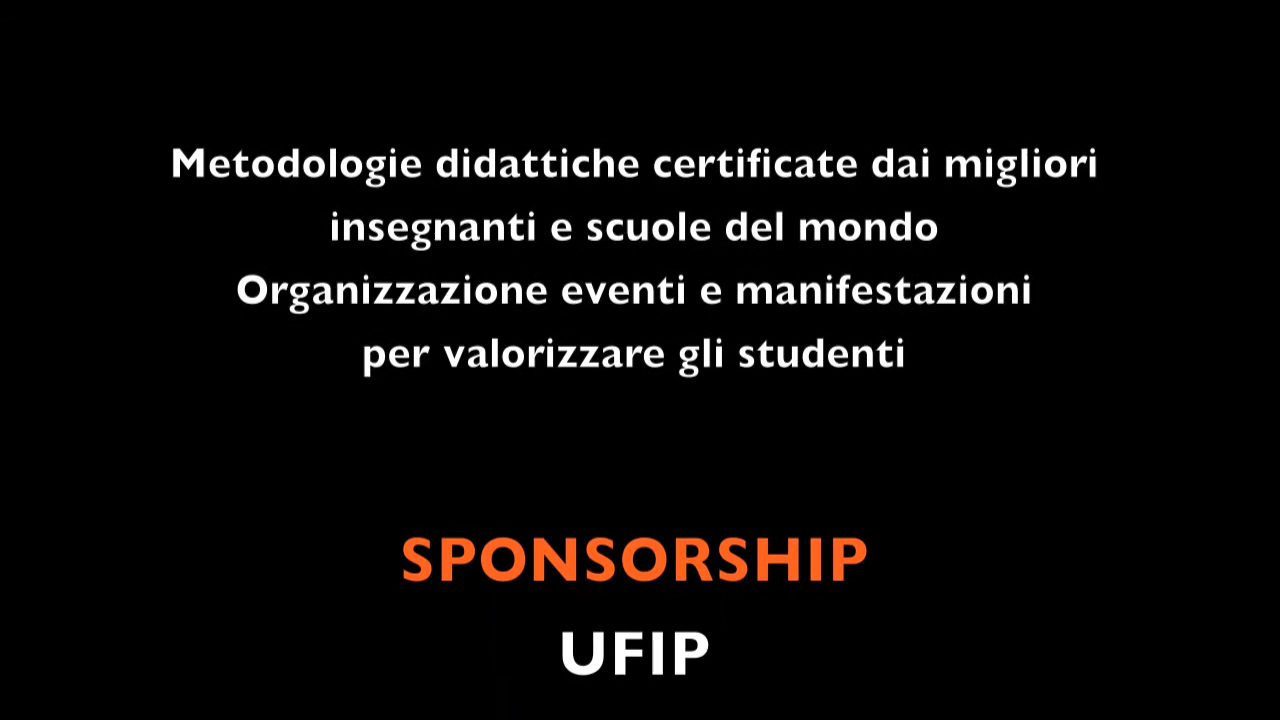 Metodologie didattiche certificate dai migliori
insegnanti e scuole del mondo
Organizzazione eventi e manifestazioni
per valorizzare gli studenti
SPONSORSHIP
UFIP